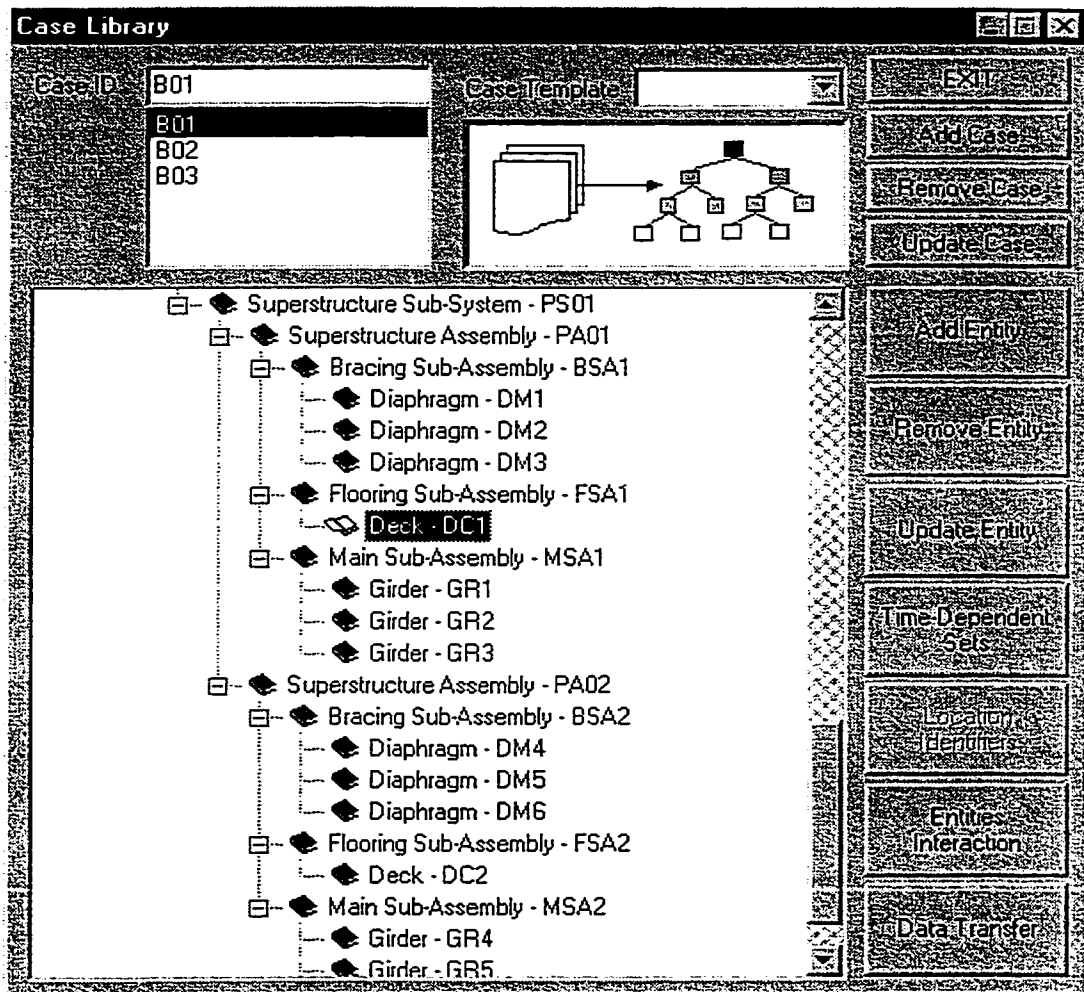 Case Library
Case ID B01
Case Template
B01
B02
B03
EXIT
Add Case
Remove Case
Update Case
Superstructure Sub-System - PS01
Superstructure Assembly - PA01
Bracing Sub-Assembly - BSA1
Diaphragm - DM1
Diaphragm - DM2
Diaphragm - DM3
Flooring Sub-Assembly - FSA1
Deck - DC1
Main Sub-Assembly - MSA1
Girder - GR1
Girder - GR2
Girder - GR3
Superstructure Assembly - PA02
Bracing Sub-Assembly - BSA2
Diaphragm - DM4
Diaphragm - DM5
Diaphragm - DM6
Flooring Sub-Assembly - FSA2
Deck - DC2
Main Sub-Assembly - MSA2
Girder - GR4
Girder - GR5
Add Entity
Remove Entity
Update Entity
Time-Dependent
Sets
Location
Identifiers
Entities
Interaction
Data Transfer